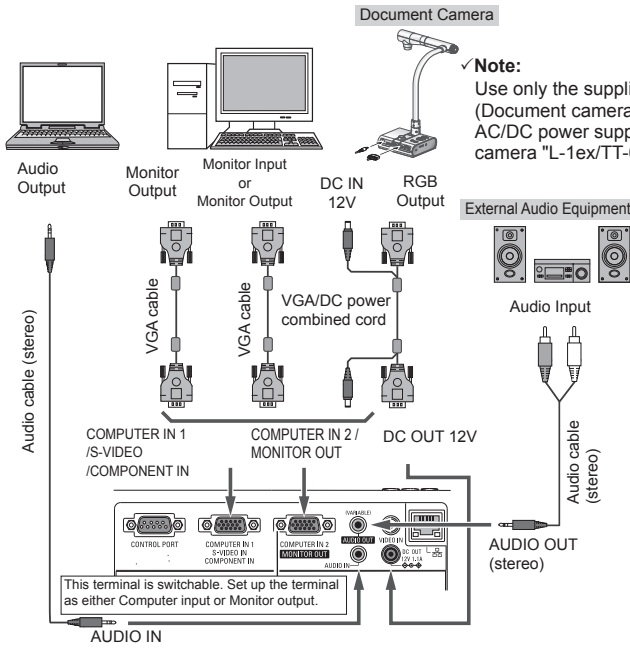 Document Camera
✓Note:
Use only the suppli
(Document camera
AC/DC power supp
camera "L-1ex/TT-
Audio
Output
Monitor
Output
Monitor Input
or
Monitor Output
DC IN
12V
RGB
Output
External Audio Equipment
Audio Input
Audio cable (stereo)
VGA cable
VGA cable
VGA/DC power
combined cord
Audio cable
(stereo)
COMPUTER IN 1
/S-VIDEO
/COMPONENT IN
COMPUTER IN 2 /
MONITOR OUT
DC OUT 12V
(VARIABLE)
CONTROL PORT
COMPUTER IN 1
S-VIDEO IN
COMPONENT IN
COMPUTER IN 2
MONITOR OUT
AUDIO OUT
VIDEO IN
AUDIO IN
DC OUT
12V 1.1A
AUDIO OUT
(stereo)
This terminal is switchable. Set up the terminal
as either Computer input or Monitor output.
AUDIO IN